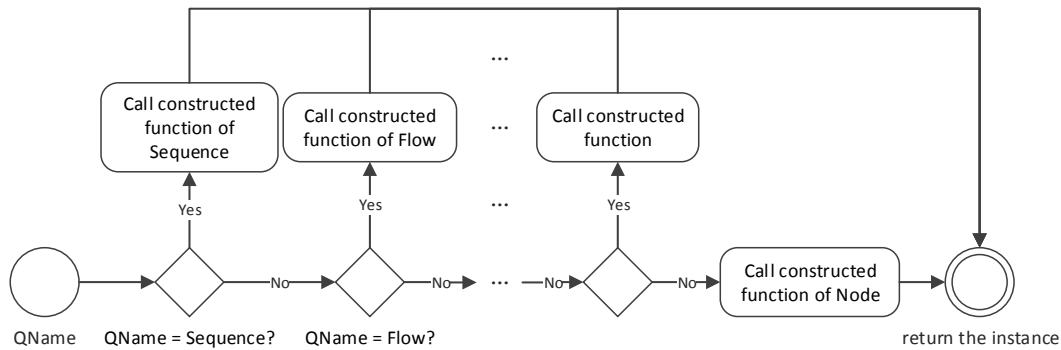 ...
Call constructed
function of
Sequence
Call constructed
function of Flow
...
Call constructed
function
Yes
Yes
...
Yes
No
No
...
No
No
Call constructed
function of Node
QName
QName = Sequence?
QName = Flow?
return the instance